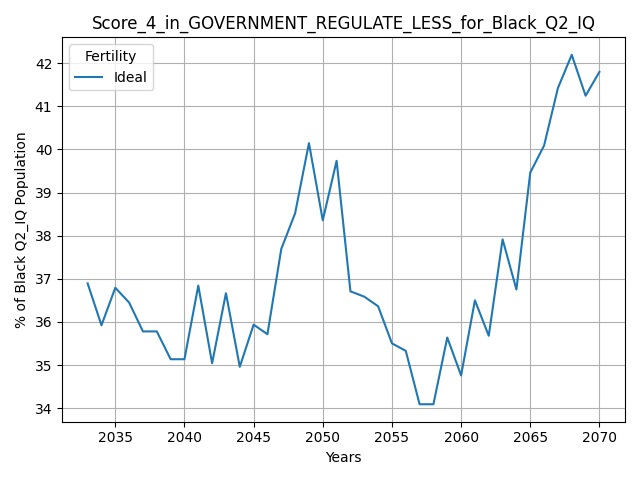 Score_4_in_GOVERNMENT_REGULATE_LESS_for_Black_Q2_IQ
Fertility
Ideal
% of Black Q2_IQ Population
42
41
40
39
38
37
36
35
34
2035 2040 2045 2050 2055 2060 2065 2070
Years